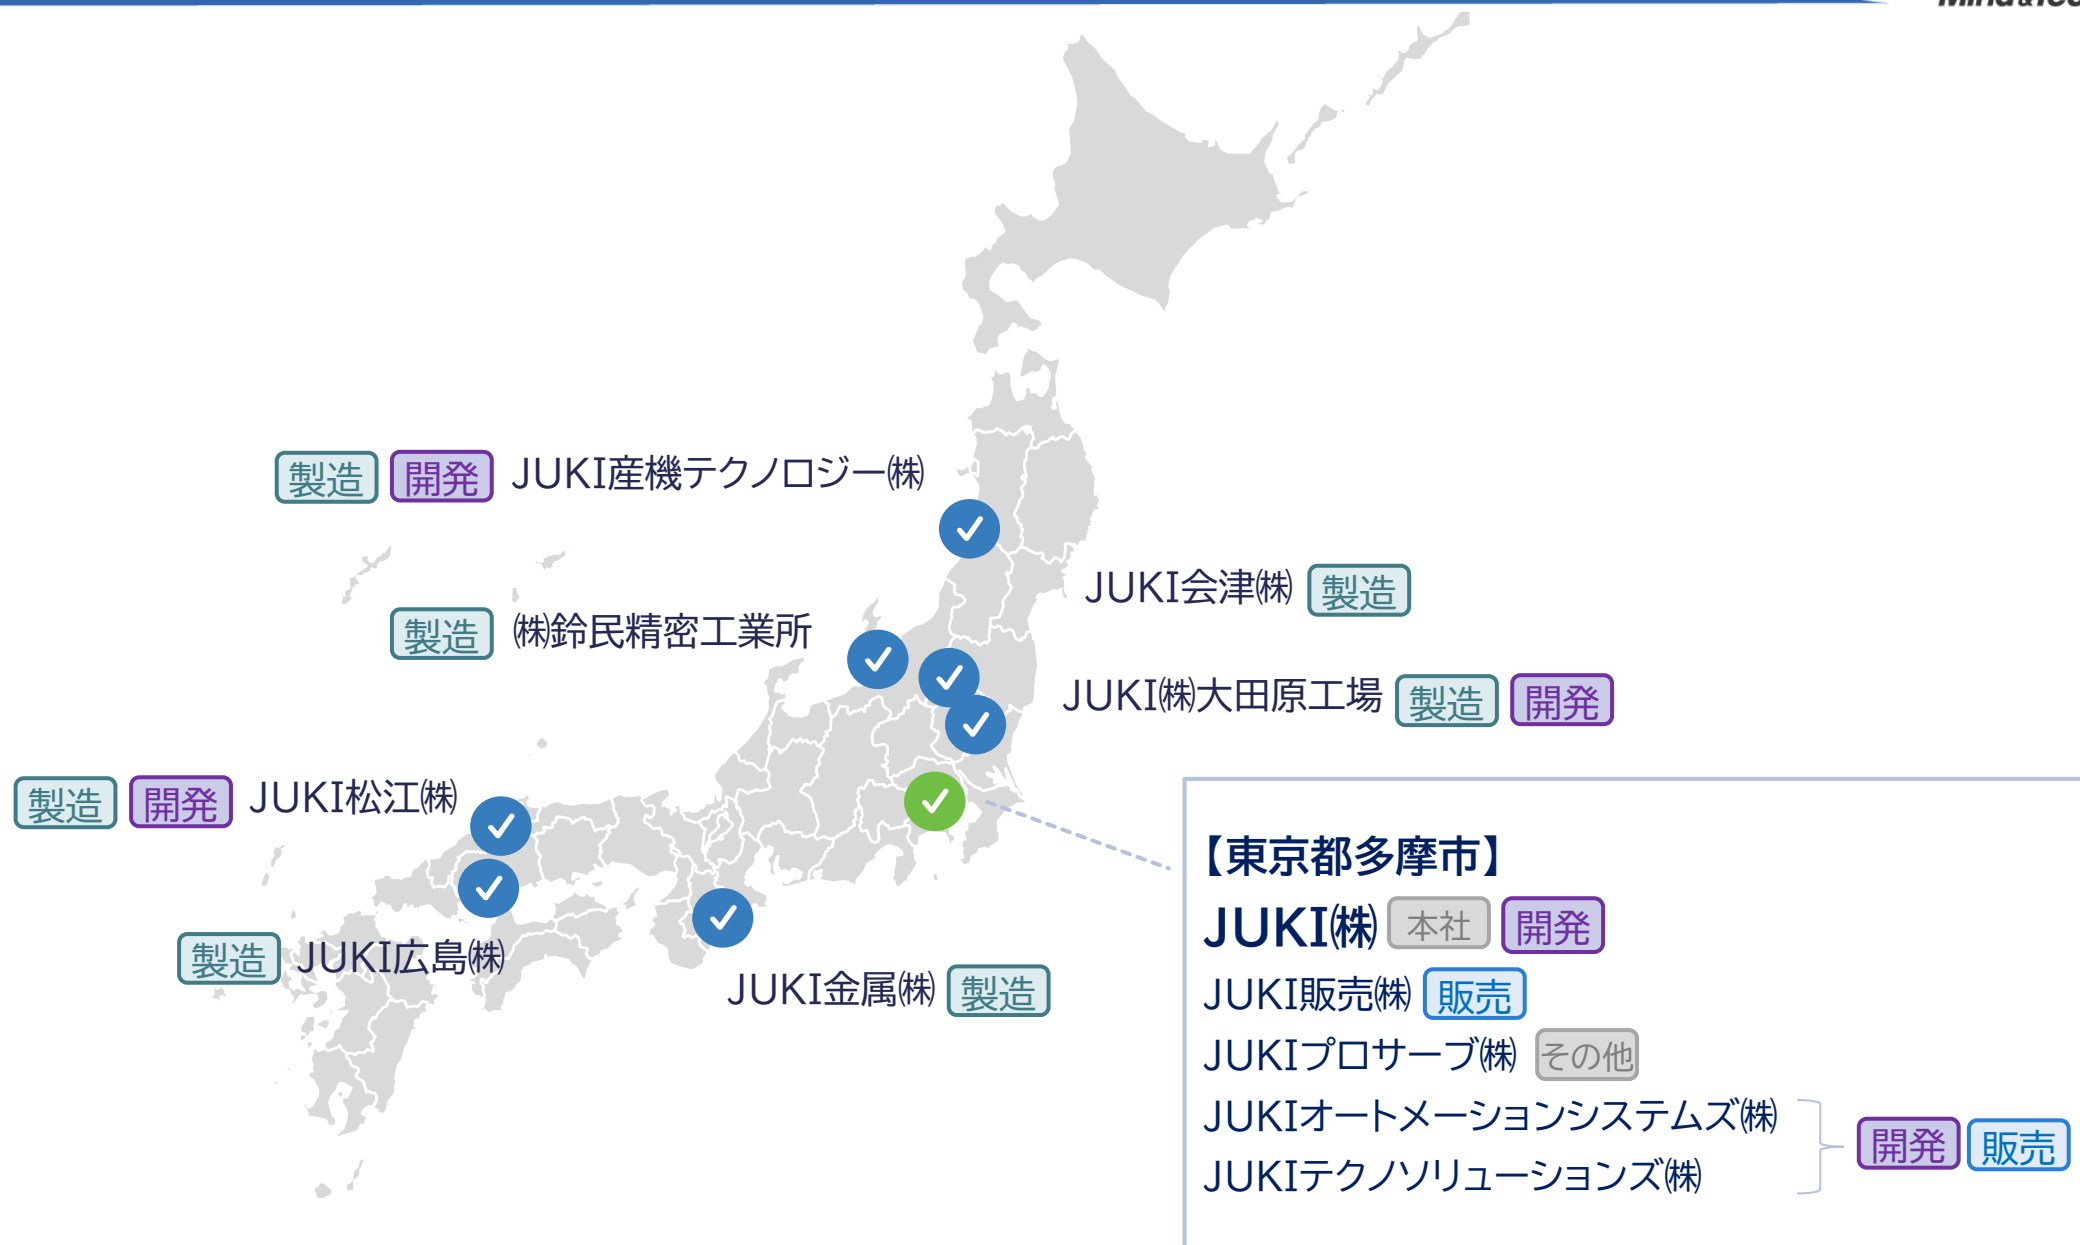 製造 開発 JUKI産機テクノロジー㈱
JUKI会津㈱ 製造
製造 ㈱鈴民精密工業所
JUKI㈱大田原工場 製造 開発
製造 開発 JUKI松江㈱
製造 JUKI広島㈱
JUKI金属㈱ 製造
【東京都多摩市】
JUKI㈱ 本社 開発
JUKI販売㈱ 販売
JUKIプロサーブ㈱ その他
JUKIオートメーションシステムズ㈱
開発 販売
JUKIテクノソリューションズ㈱